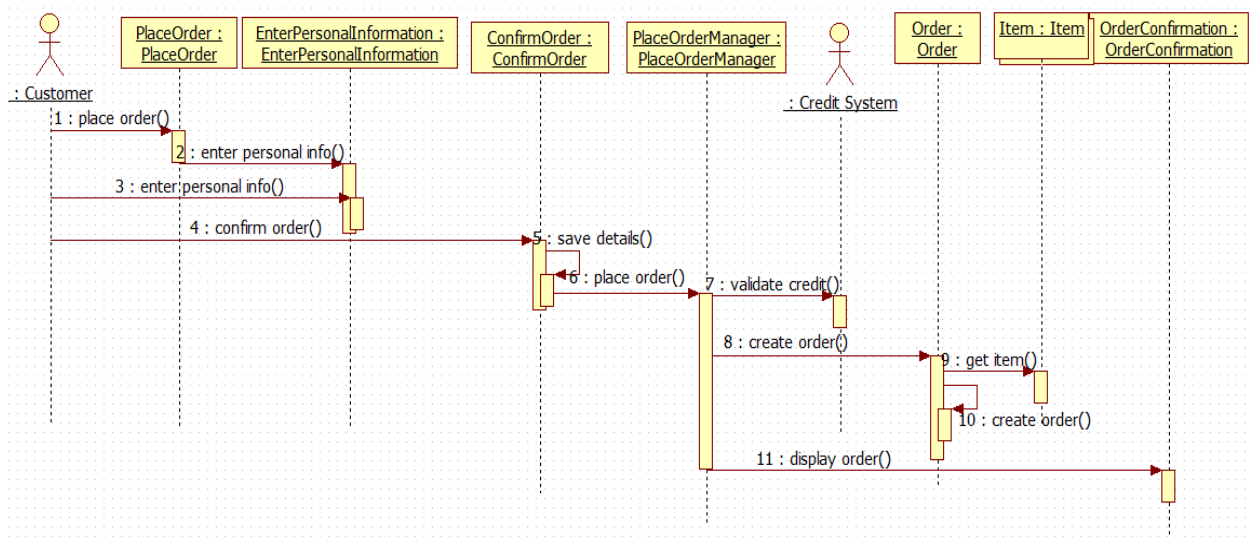 PlaceOrder :
PlaceOrder
EnterPersonalInformation :
EnterPersonalInformation
ConfirmOrder :
ConfirmOrder
PlaceOrderManager :
PlaceOrderManager
Order :
Order
Item : Item
OrderConfirmation :
OrderConfirmation
: Customer
: Credit System
1 : place order()
2 : enter personal info()
3 : enter personal info()
4 : confirm order()
5 : save details()
6 : place order()
7 : validate credit()
8 : create order()
9 : get item()
10 : create order()
11 : display order()